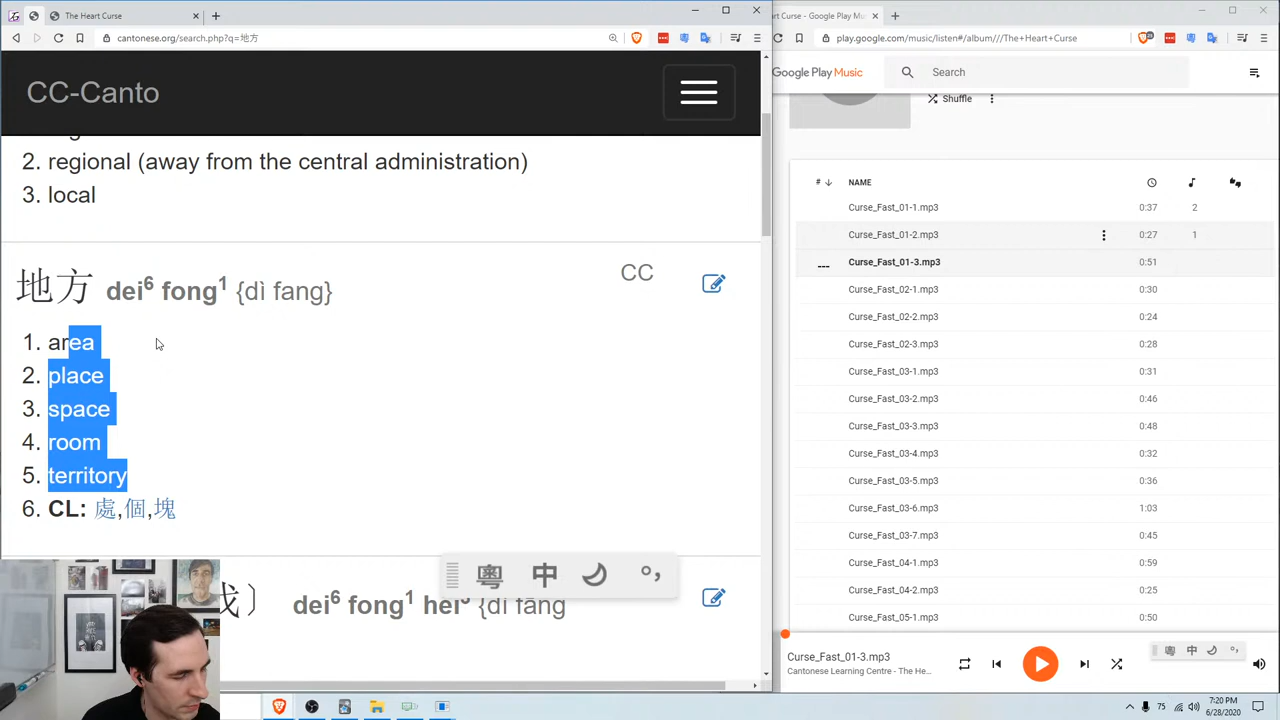 The Heart Curse
cantonese.org/search.php?q=地方
CC-Canto
2. regional (away from the central administration)
3. local
地方 dei6 fong1 {dì fang}
CC
1. area
2. place
3. space
4. room
5. territory
6. CL: 處,個,塊
dei6 fong1 hei3 {dì fāng
粵 中
rt Curse - Google Play Music
play.google.com/music/listen#/album///The+Heart+Curse
Google Play Music
Search
Shuffle
# NAME
Curse_Fast_01-1.mp3 0:37 2
Curse_Fast_01-2.mp3 0:27 1
Curse_Fast_01-3.mp3 0:51
Curse_Fast_02-1.mp3 0:30
Curse_Fast_02-2.mp3 0:24
Curse_Fast_02-3.mp3 0:28
Curse_Fast_03-1.mp3 0:31
Curse_Fast_03-2.mp3 0:46
Curse_Fast_03-3.mp3 0:48
Curse_Fast_03-4.mp3 0:32
Curse_Fast_03-5.mp3 0:36
Curse_Fast_03-6.mp3 1:03
Curse_Fast_03-7.mp3 0:45
Curse_Fast_04-1.mp3 0:59
Curse_Fast_04-2.mp3 0:25
Curse_Fast_05-1.mp3 0:50
Curse_Fast_01-3.mp3
Cantonese Learning Centre - The He...
粵 中
75
7:20 PM
6/28/2020